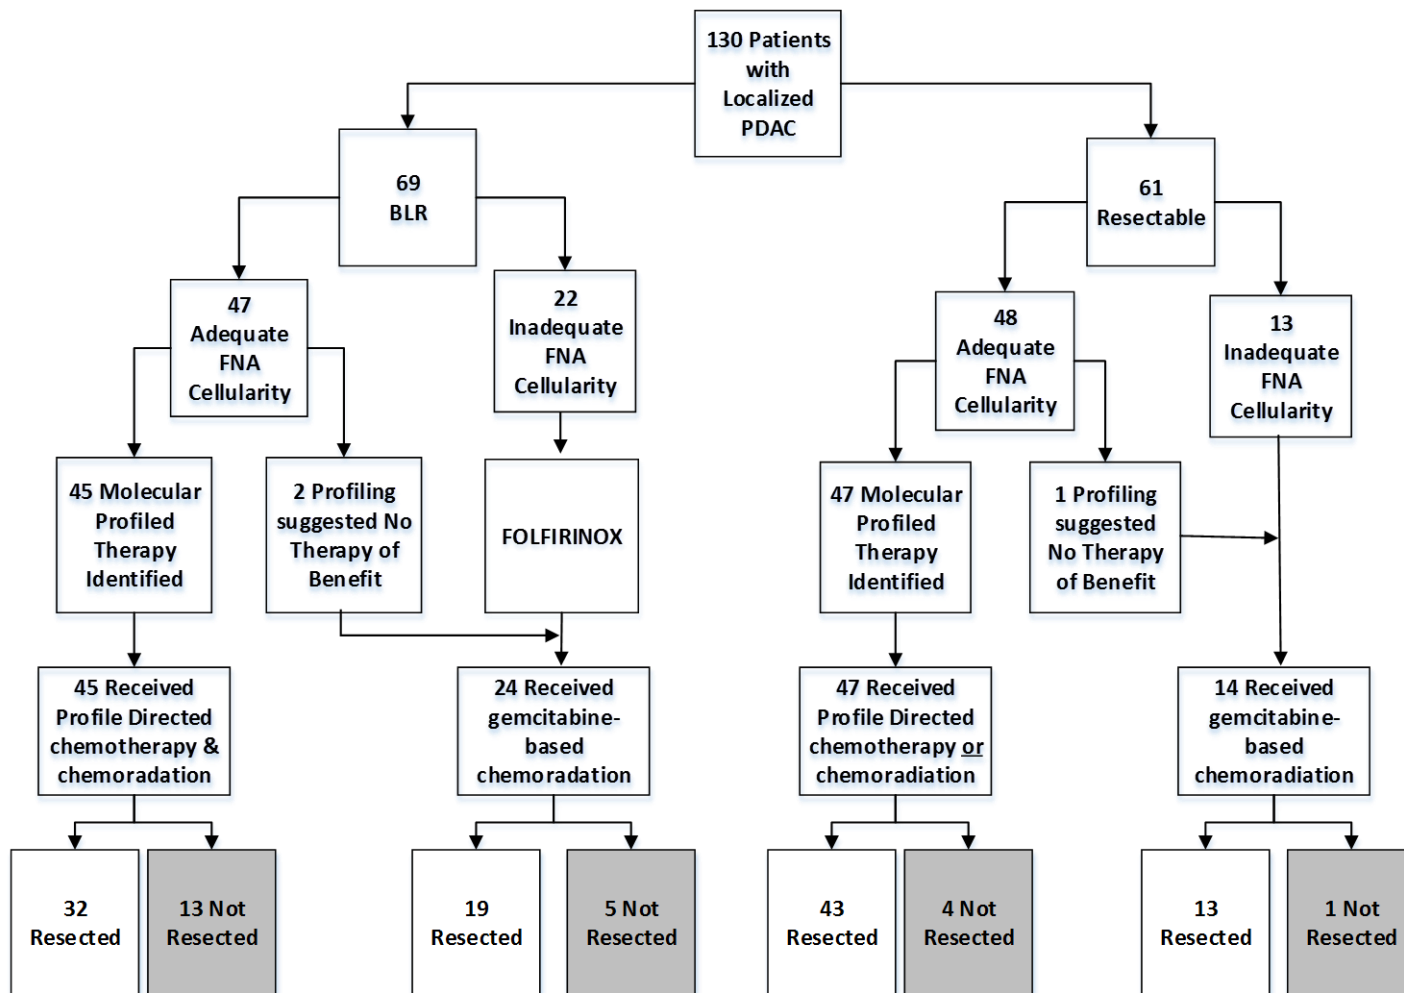 130 Patients
with
Localized
PDAC
69
BLR
61
Resectable
47
Adequate
FNA
Cellularity
22
Inadequate
FNA
Cellularity
48
Adequate
FNA
Cellularity
13
Inadequate
FNA
Cellularity
45 Molecular
Profiled
Therapy
Identified
2 Profiling
suggested No
Therapy of
Benefit
FOLFIRINOX
47 Molecular
Profiled
Therapy
Identified
1 Profiling
suggested
No Therapy
of Benefit
45 Received
Profile Directed
chemotherapy &
chemoradation
24 Received
gemcitabine-
based
chemoradation
47 Received
Profile Directed
chemotherapy or
chemoradiation
14 Received
gemcitabine-
based
chemoradiation
32
Resected
13 Not
Resected
19
Resected
5 Not
Resected
43
Resected
4 Not
Resected
13
Resected
1 Not
Resected